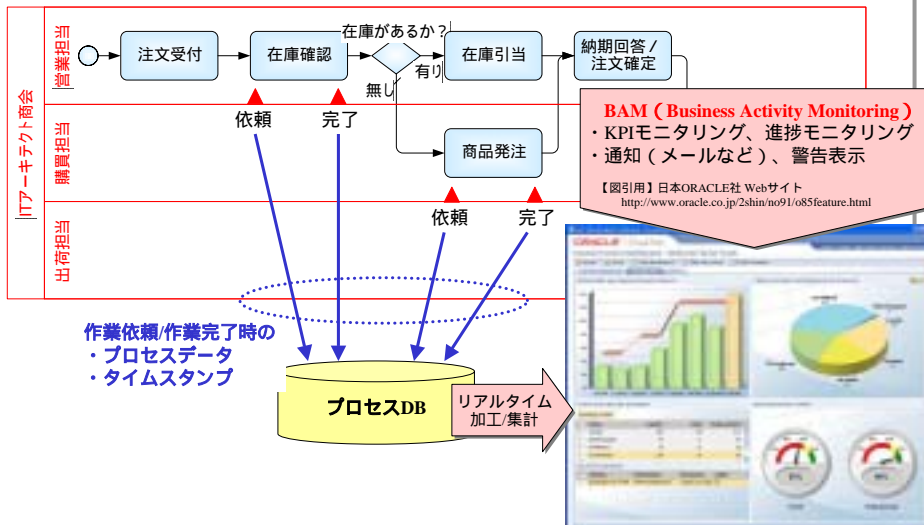 ITアーキテクト商会
営業担当
購買担当
出荷担当
注文受付
在庫確認
在庫があるか？
有り
無し
在庫引当
納期回答／
注文確定
商品発注
依頼
完了
依頼
完了
BAM（Business Activity Monitoring）
・KPIモニタリング、進捗モニタリング
・通知（メールなど）、警告表示
【図引用】日本ORACLE社 Webサイト
http://www.oracle.co.jp/2shin/no91/o85feature.html
作業依頼/作業完了時の
・プロセスデータ
・タイムスタンプ
プロセスDB
リアルタイム
加工/集計
ORACLE